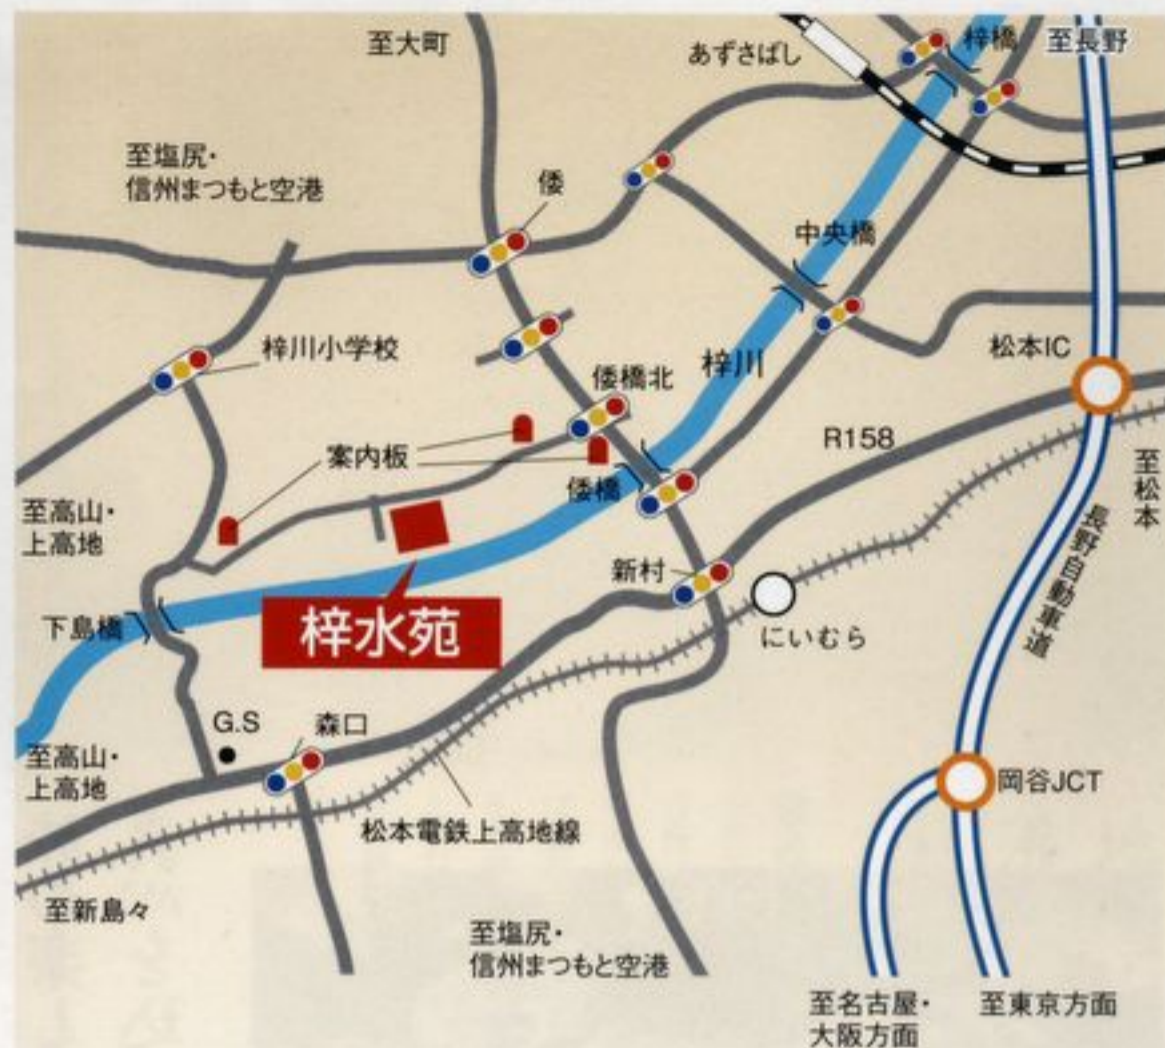 至大町
あずさばし
梓橋
至長野
至塩尻・
信州まつもと空港
倭
中央橋
梓川小学校
倭橋北
梓川
松本IC
案内板
R158
倭橋
至松本
至高山・
上高地
長野自動車道
新村
下島橋
梓水苑
にいむら
G.S
森口
至高山・
上高地
岡谷JCT
松本電鉄上高地線
至新島々
至塩尻・
信州まつもと空港
至名古屋・
大阪方面
至東京方面